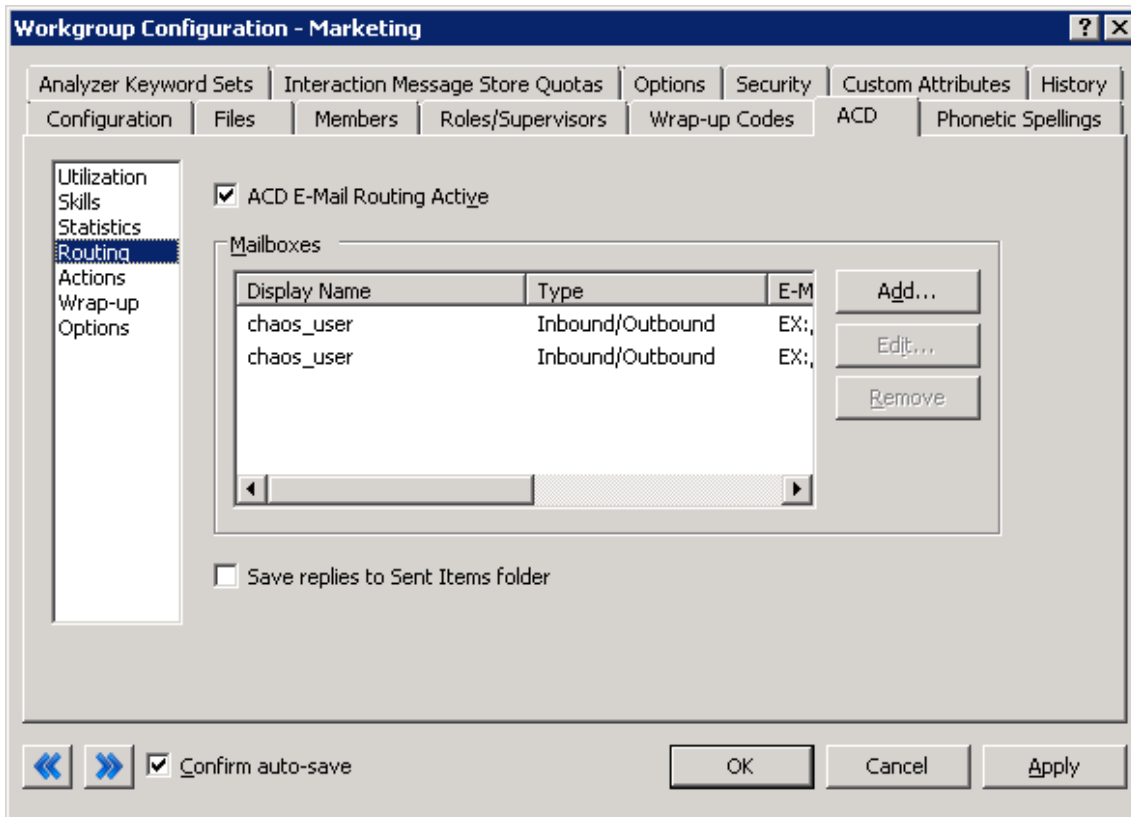 Workgroup Configuration - Marketing
Analyzer Keyword Sets Interaction Message Store Quotas Options Security Custom Attributes History
Configuration Files Members Roles/Supervisors Wrap-up Codes ACD Phonetic Spellings
Utilization
Skills
Statistics
Routing
Actions
Wrap-up
Options
ACD E-Mail Routing Active
Mailboxes
Display Name Type E-M
chaos_user Inbound/Outbound EX:
chaos_user Inbound/Outbound EX:
Add...
Edit...
Remove
Save replies to Sent Items folder
Confirm auto-save
OK Cancel Apply